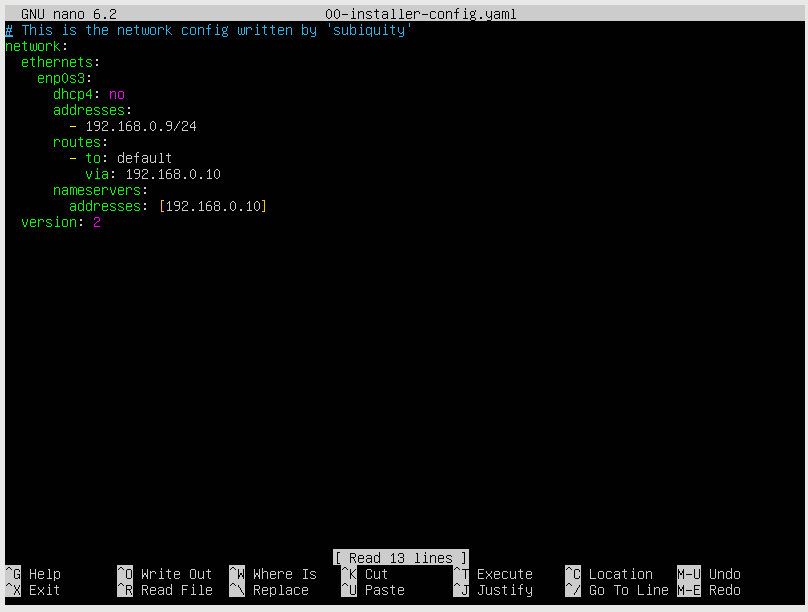 GNU nano 6.2 00-installer-config.yaml
# This is the network config written by 'subiquity'
network:
  ethernets:
    enp0s3:
      dhcp4: no
      addresses:
        - 192.168.0.9/24
      routes:
        - to: default
          via: 192.168.0.10
      nameservers:
        addresses: [192.168.0.10]
  version: 2
[ Read 13 lines ]
^G Help ^O Write Out ^W Where Is ^K Cut ^T Execute ^C Location M-U Undo
^X Exit ^R Read File ^\ Replace ^U Paste ^J Justify ^/ Go To Line M-E Redo